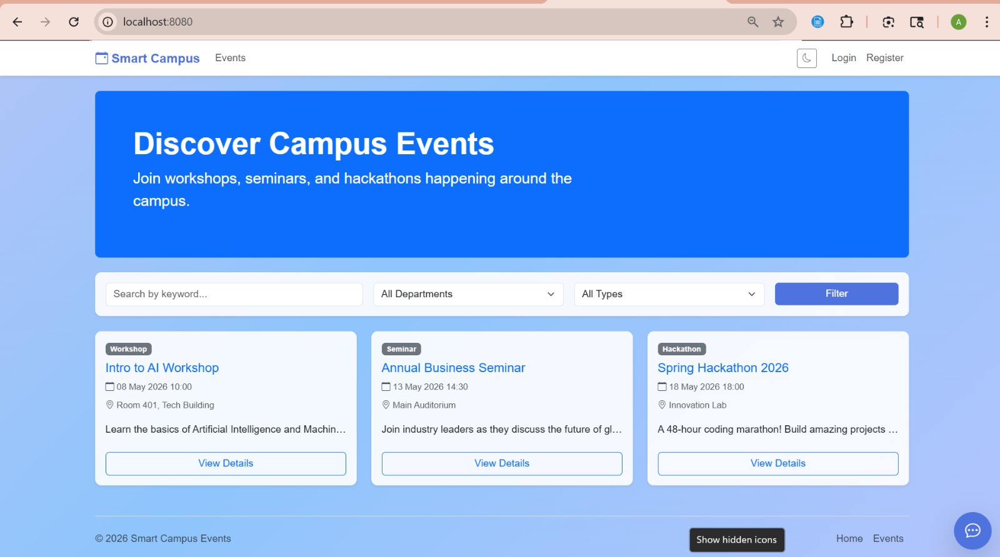 localhost:8080
A
Smart Campus
Events
Login
Register
Discover Campus Events
Join workshops, seminars, and hackathons happening around the
campus.
Search by keyword...
All Departments
All Types
Filter
Workshop
Intro to AI Workshop
08 May 2026 10:00
Room 401, Tech Building
Learn the basics of Artificial Intelligence and Machin...
View Details
Seminar
Annual Business Seminar
13 May 2026 14:30
Main Auditorium
Join industry leaders as they discuss the future of gl...
View Details
Hackathon
Spring Hackathon 2026
18 May 2026 18:00
Innovation Lab
A 48-hour coding marathon! Build amazing projects ...
View Details
© 2026 Smart Campus Events
Show hidden icons
Home
Events